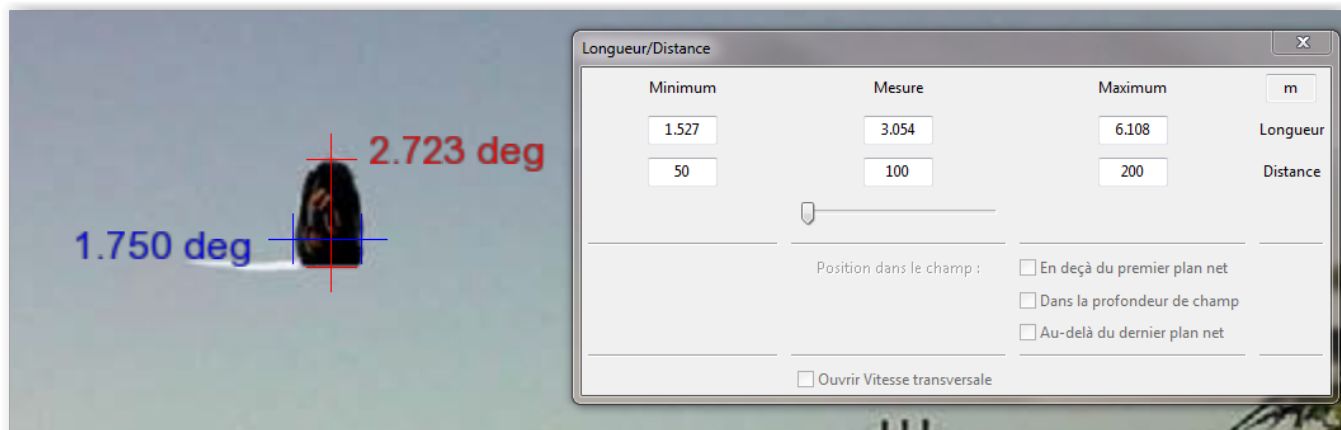 2.723 deg
1.750 deg
Longueur/Distance
x
Minimum Mesure Maximum m
1.527 3.054 6.108 Longueur
50 100 200 Distance
Position dans le champ : En deçà du premier plan net
Dans la profondeur de champ
Au-delà du dernier plan net
Ouvrir Vitesse transversale